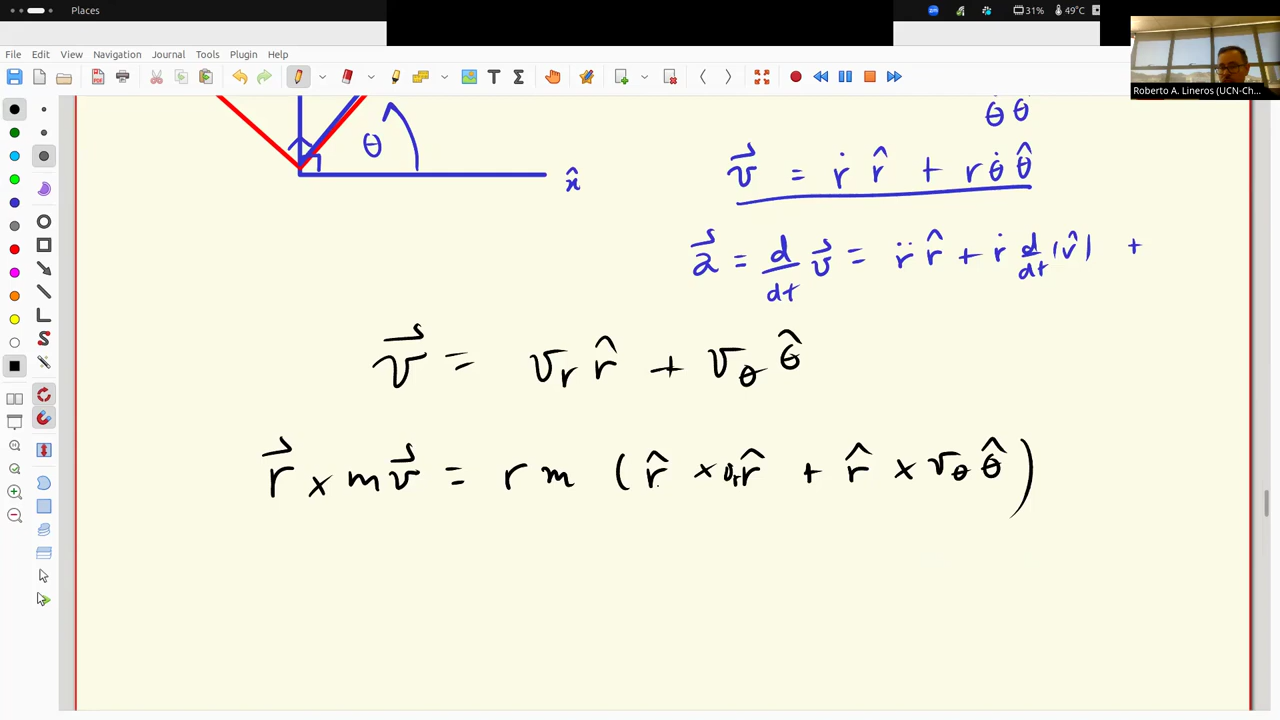 Places
31% 49°C
File Edit View Navigation Journal Tools Plugin Help
Roberto A. Lineros (UCN-Ch...
θ
x̂
θ̇ θ̂
v⃗ = ṙ r̂ + r θ̇ θ̂
a⃗ = d/dt v⃗ = r̈ r̂ + ṙ d/dt (r̂) +
v⃗ = v_r r̂ + v_θ θ̂
r⃗ × m v⃗ = r m ( r̂ × v_r r̂ + r̂ × v_θ θ̂ )